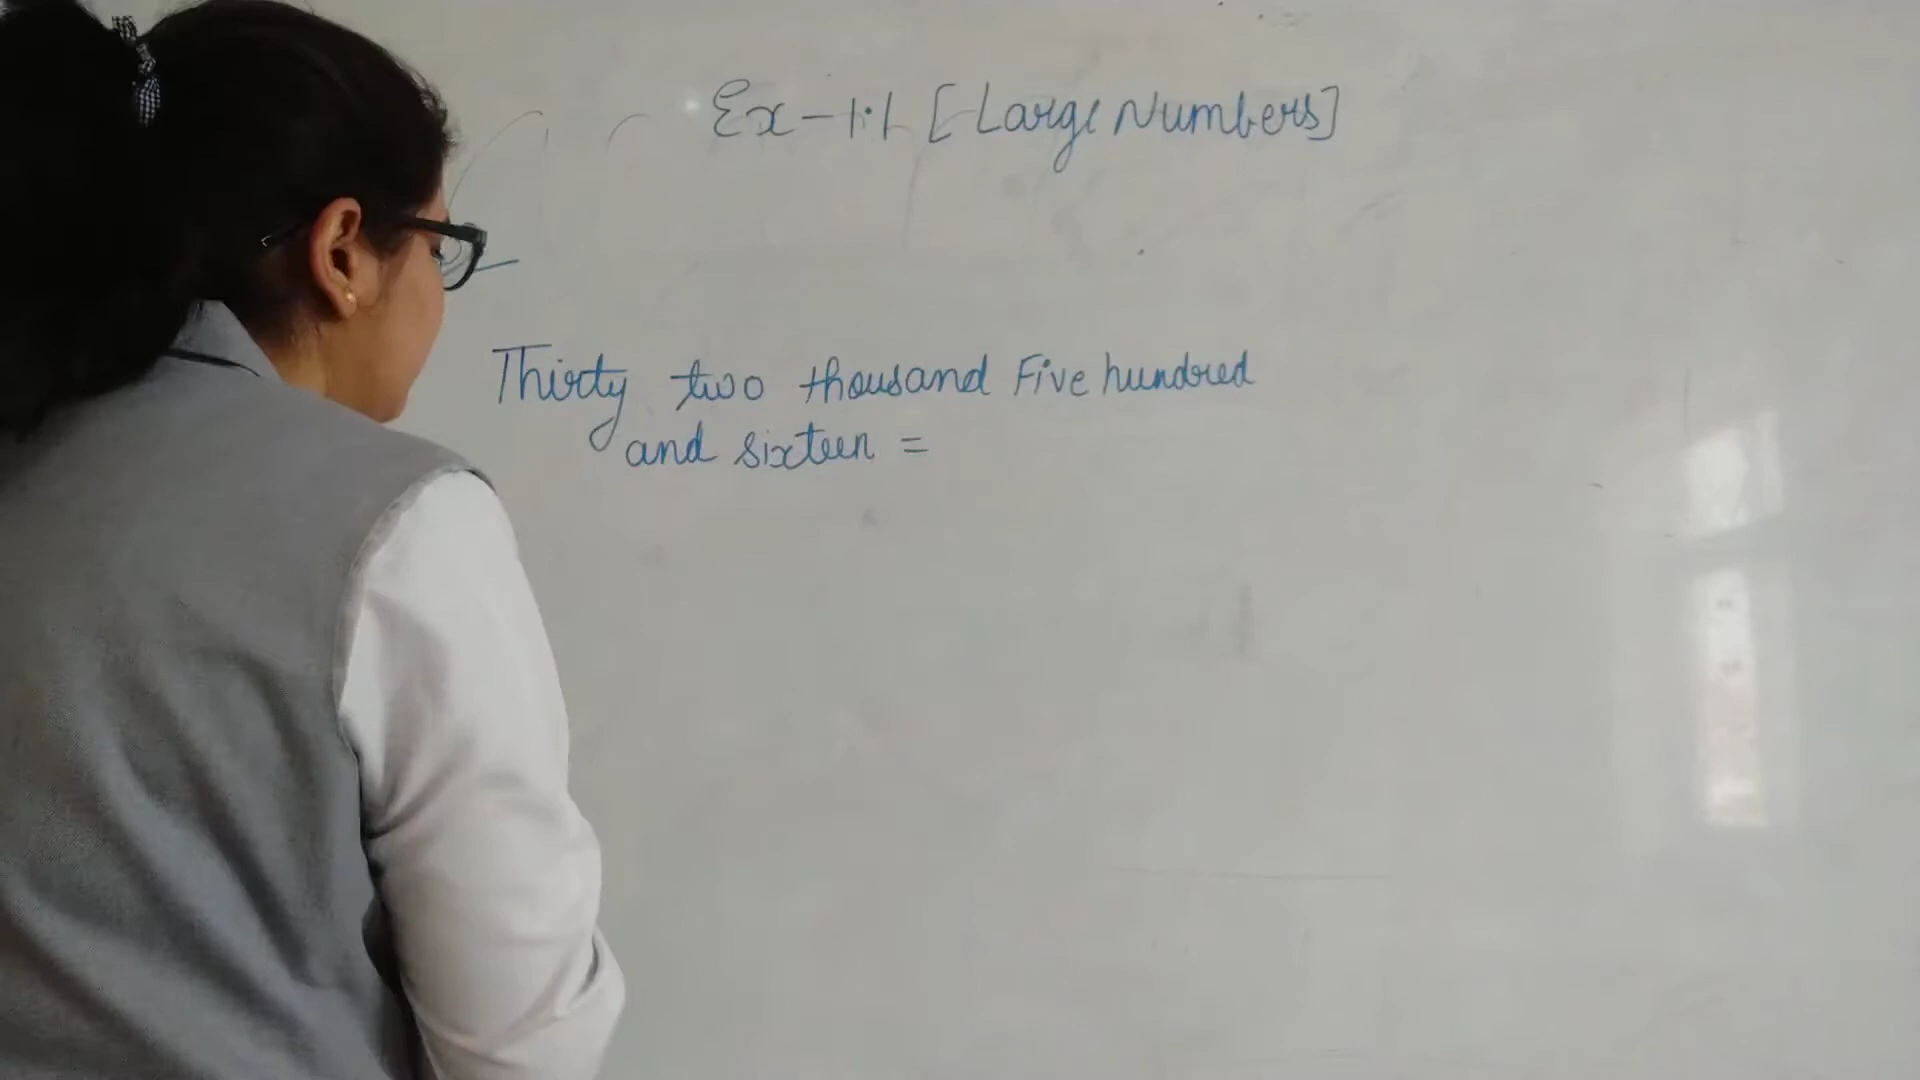 Ex-1.1 [Large Numbers]
Thirty two thousand Five hundred
and sixteen =